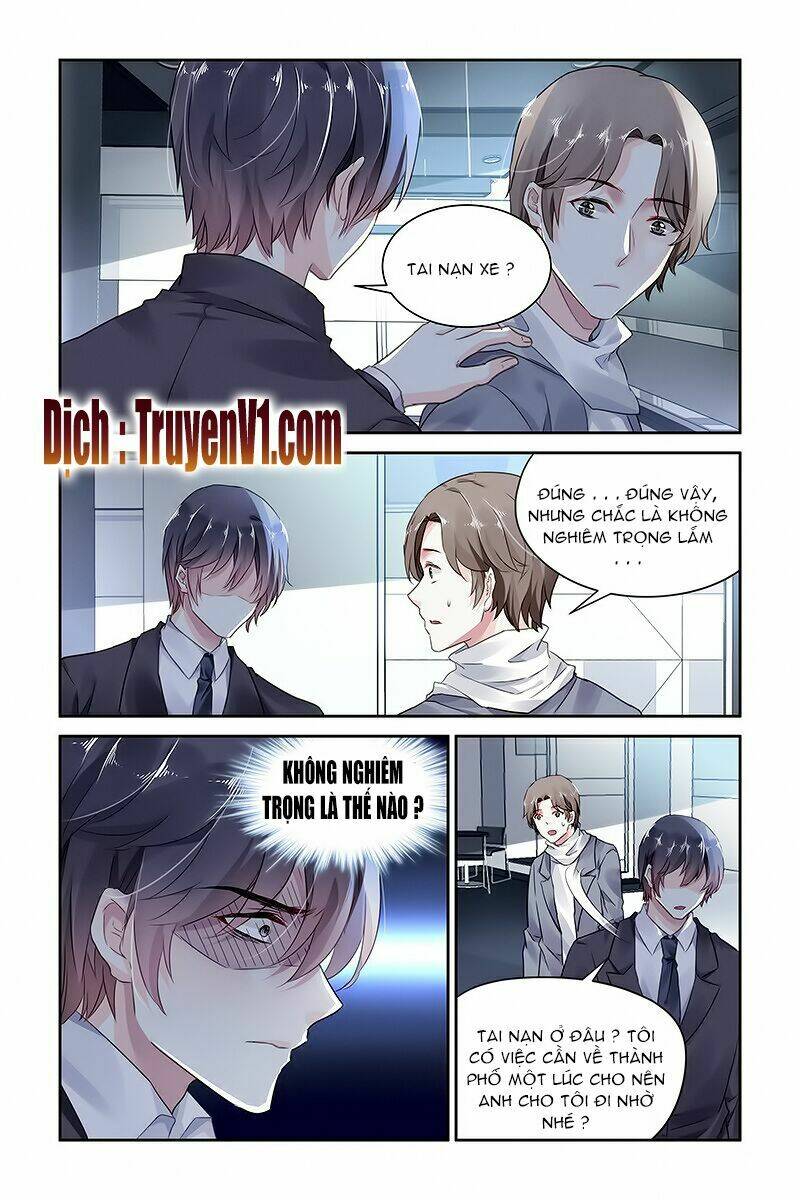 TAI NẠN XE ?
Dịch : TruyenV1.com
ĐÚNG . . . ĐÚNG VẬY,
NHƯNG CHẮC LÀ KHÔNG
NGHIÊM TRỌNG LẮM
. . .
KHÔNG NGHIÊM
TRỌNG LÀ THẾ NÀO ?
TAI NẠN Ở ĐÂU ? TÔI
CÓ VIỆC CẦN VỀ THÀNH
PHỐ MỘT LÚC CHO NÊN
ANH CHO TÔI ĐI NHỜ
NHÉ ?